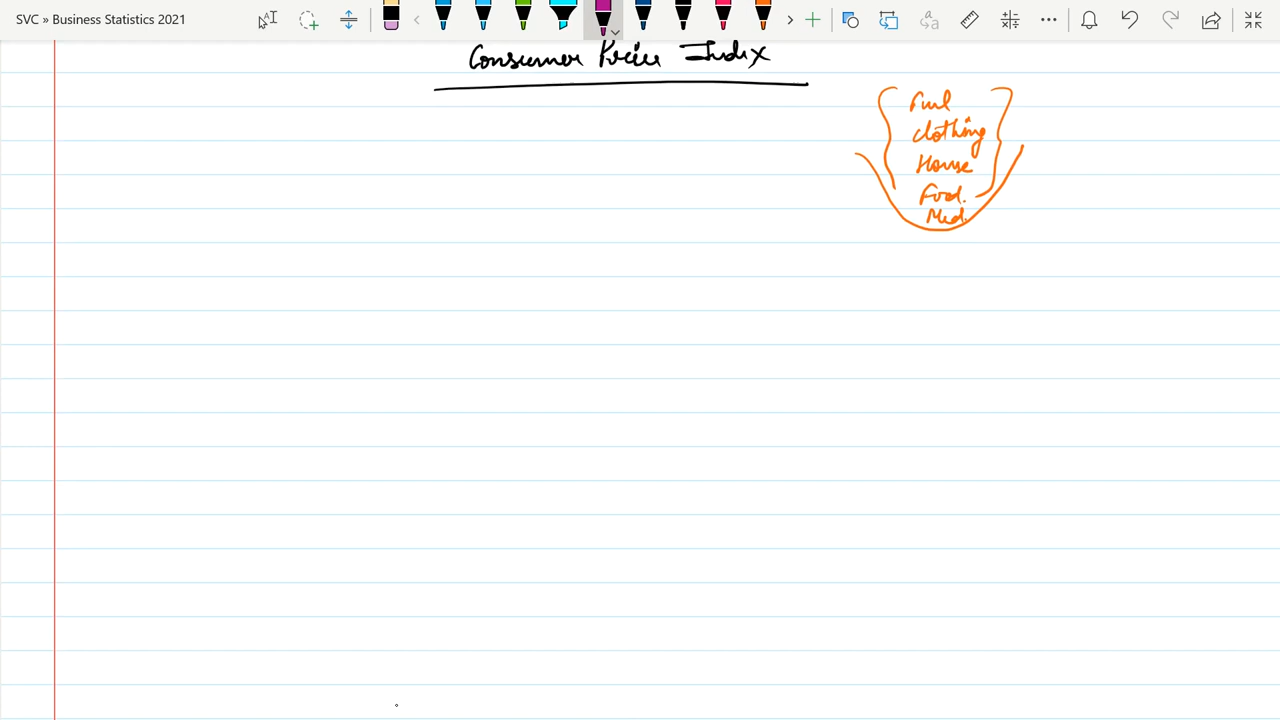 SVC » Business Statistics 2021
Consumer Price Index
Fuel
clothing
House
Food.
Med.